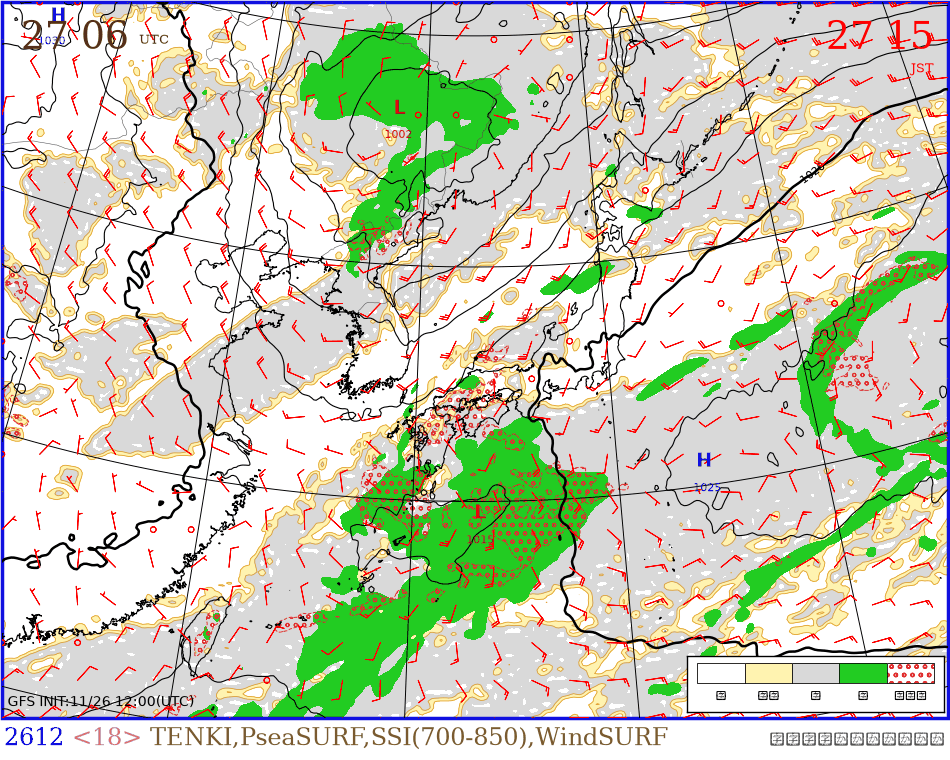 27 06 UTC
27 15
JST
H
1030
L
1002
1020
H
1025
L
GFS INIT:11/26 12:00(UTC)
2612 <18> TENKI,PseaSURF,SSI(700-850),WindSURF